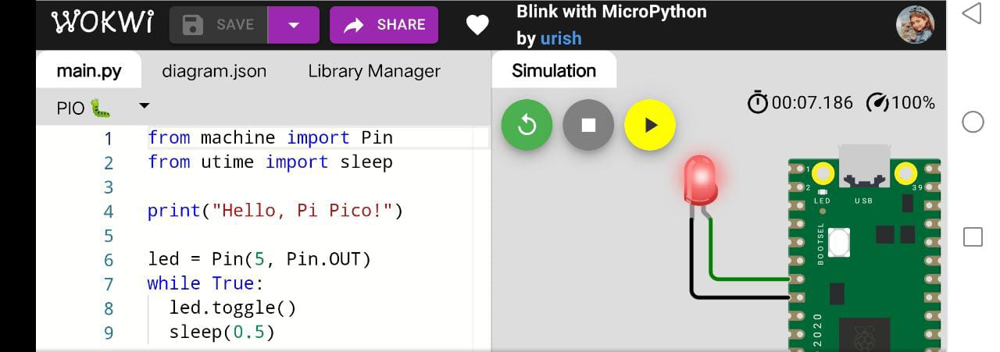 WOKWI
SAVE
SHARE
Blink with MicroPython
by urish
main.py
diagram.json
Library Manager
PIO
1 from machine import Pin
2 from utime import sleep
3
4 print("Hello, Pi Pico!")
5
6 led = Pin(5, Pin.OUT)
7 while True:
8 led.toggle()
9 sleep(0.5)
Simulation
00:07.186
100%
1
2
39
LED
USB
BOOTSEL
2020